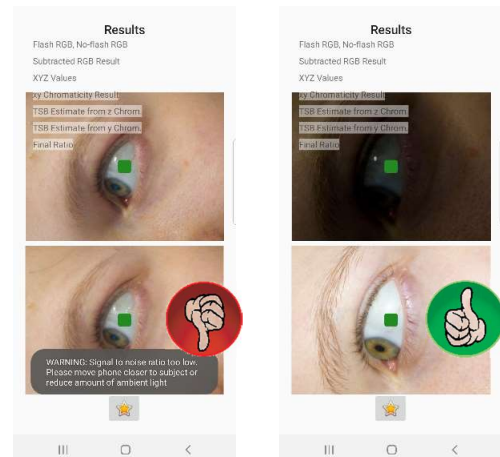 Results
Flash RGB, No-flash RGB
Subtracted RGB Result
XYZ Values
xy Chromaticity Result
TSB Estimate from z Chrom.
TSB Estimate from y Chrom.
Final Ratio
WARNING: Signal to noise ratio too low.
Please move phone closer to subject or
reduce amount of ambient light
Results
Flash RGB, No-flash RGB
Subtracted RGB Result
XYZ Values
xy Chromaticity Result
TSB Estimate from z Chrom.
TSB Estimate from y Chrom.
Final Ratio